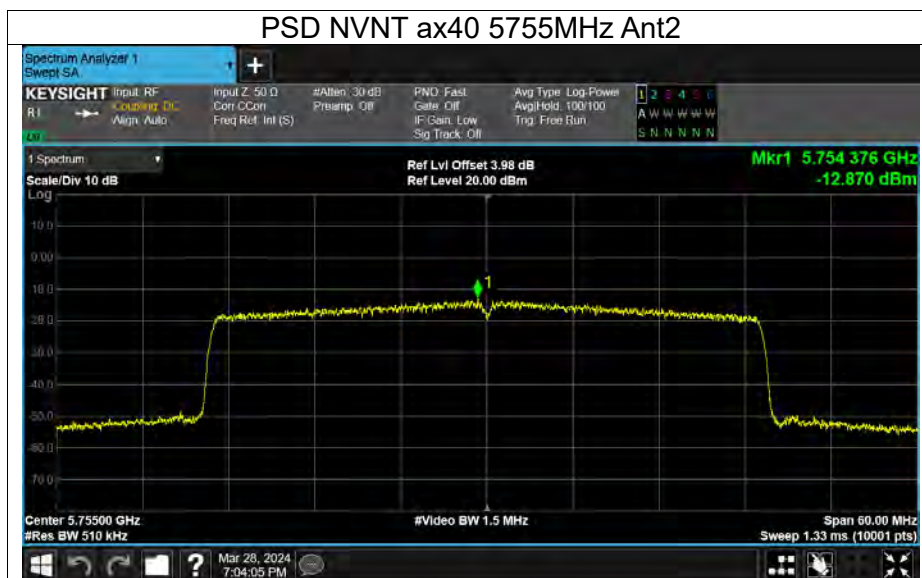 PSD NVNT ax40 5755MHz Ant2
Spectrum Analyzer 1
Swept SA
+
KEYSIGHT Input: RF Input Z: 50 Ω #Atten: 30 dB PNO: Fast Avg Type: Log-Power 1 2 3 4 5 6
R L Coupling: DC Corr CCorr Preamp: Off Gate: Off Avg|Hold: 100/100 A W W W W W
Align: Auto Freq Ref: Int (S) IF Gain: Low Trig: Free Run
Sig Track: Off S N N N N N
1 Spectrum Ref Lvl Offset 3.98 dB Mkr1 5.754 376 GHz
Scale/Div 10 dB Ref Level 20.00 dBm -12.870 dBm
Log
10.0
0.00
-10.0
1
-20.0
-30.0
-40.0
-50.0
-60.0
-70.0
Center 5.75500 GHz #Video BW 1.5 MHz Span 60.00 MHz
#Res BW 510 kHz Sweep 1.33 ms (10001 pts)
? Mar 28, 2024
7:04:05 PM